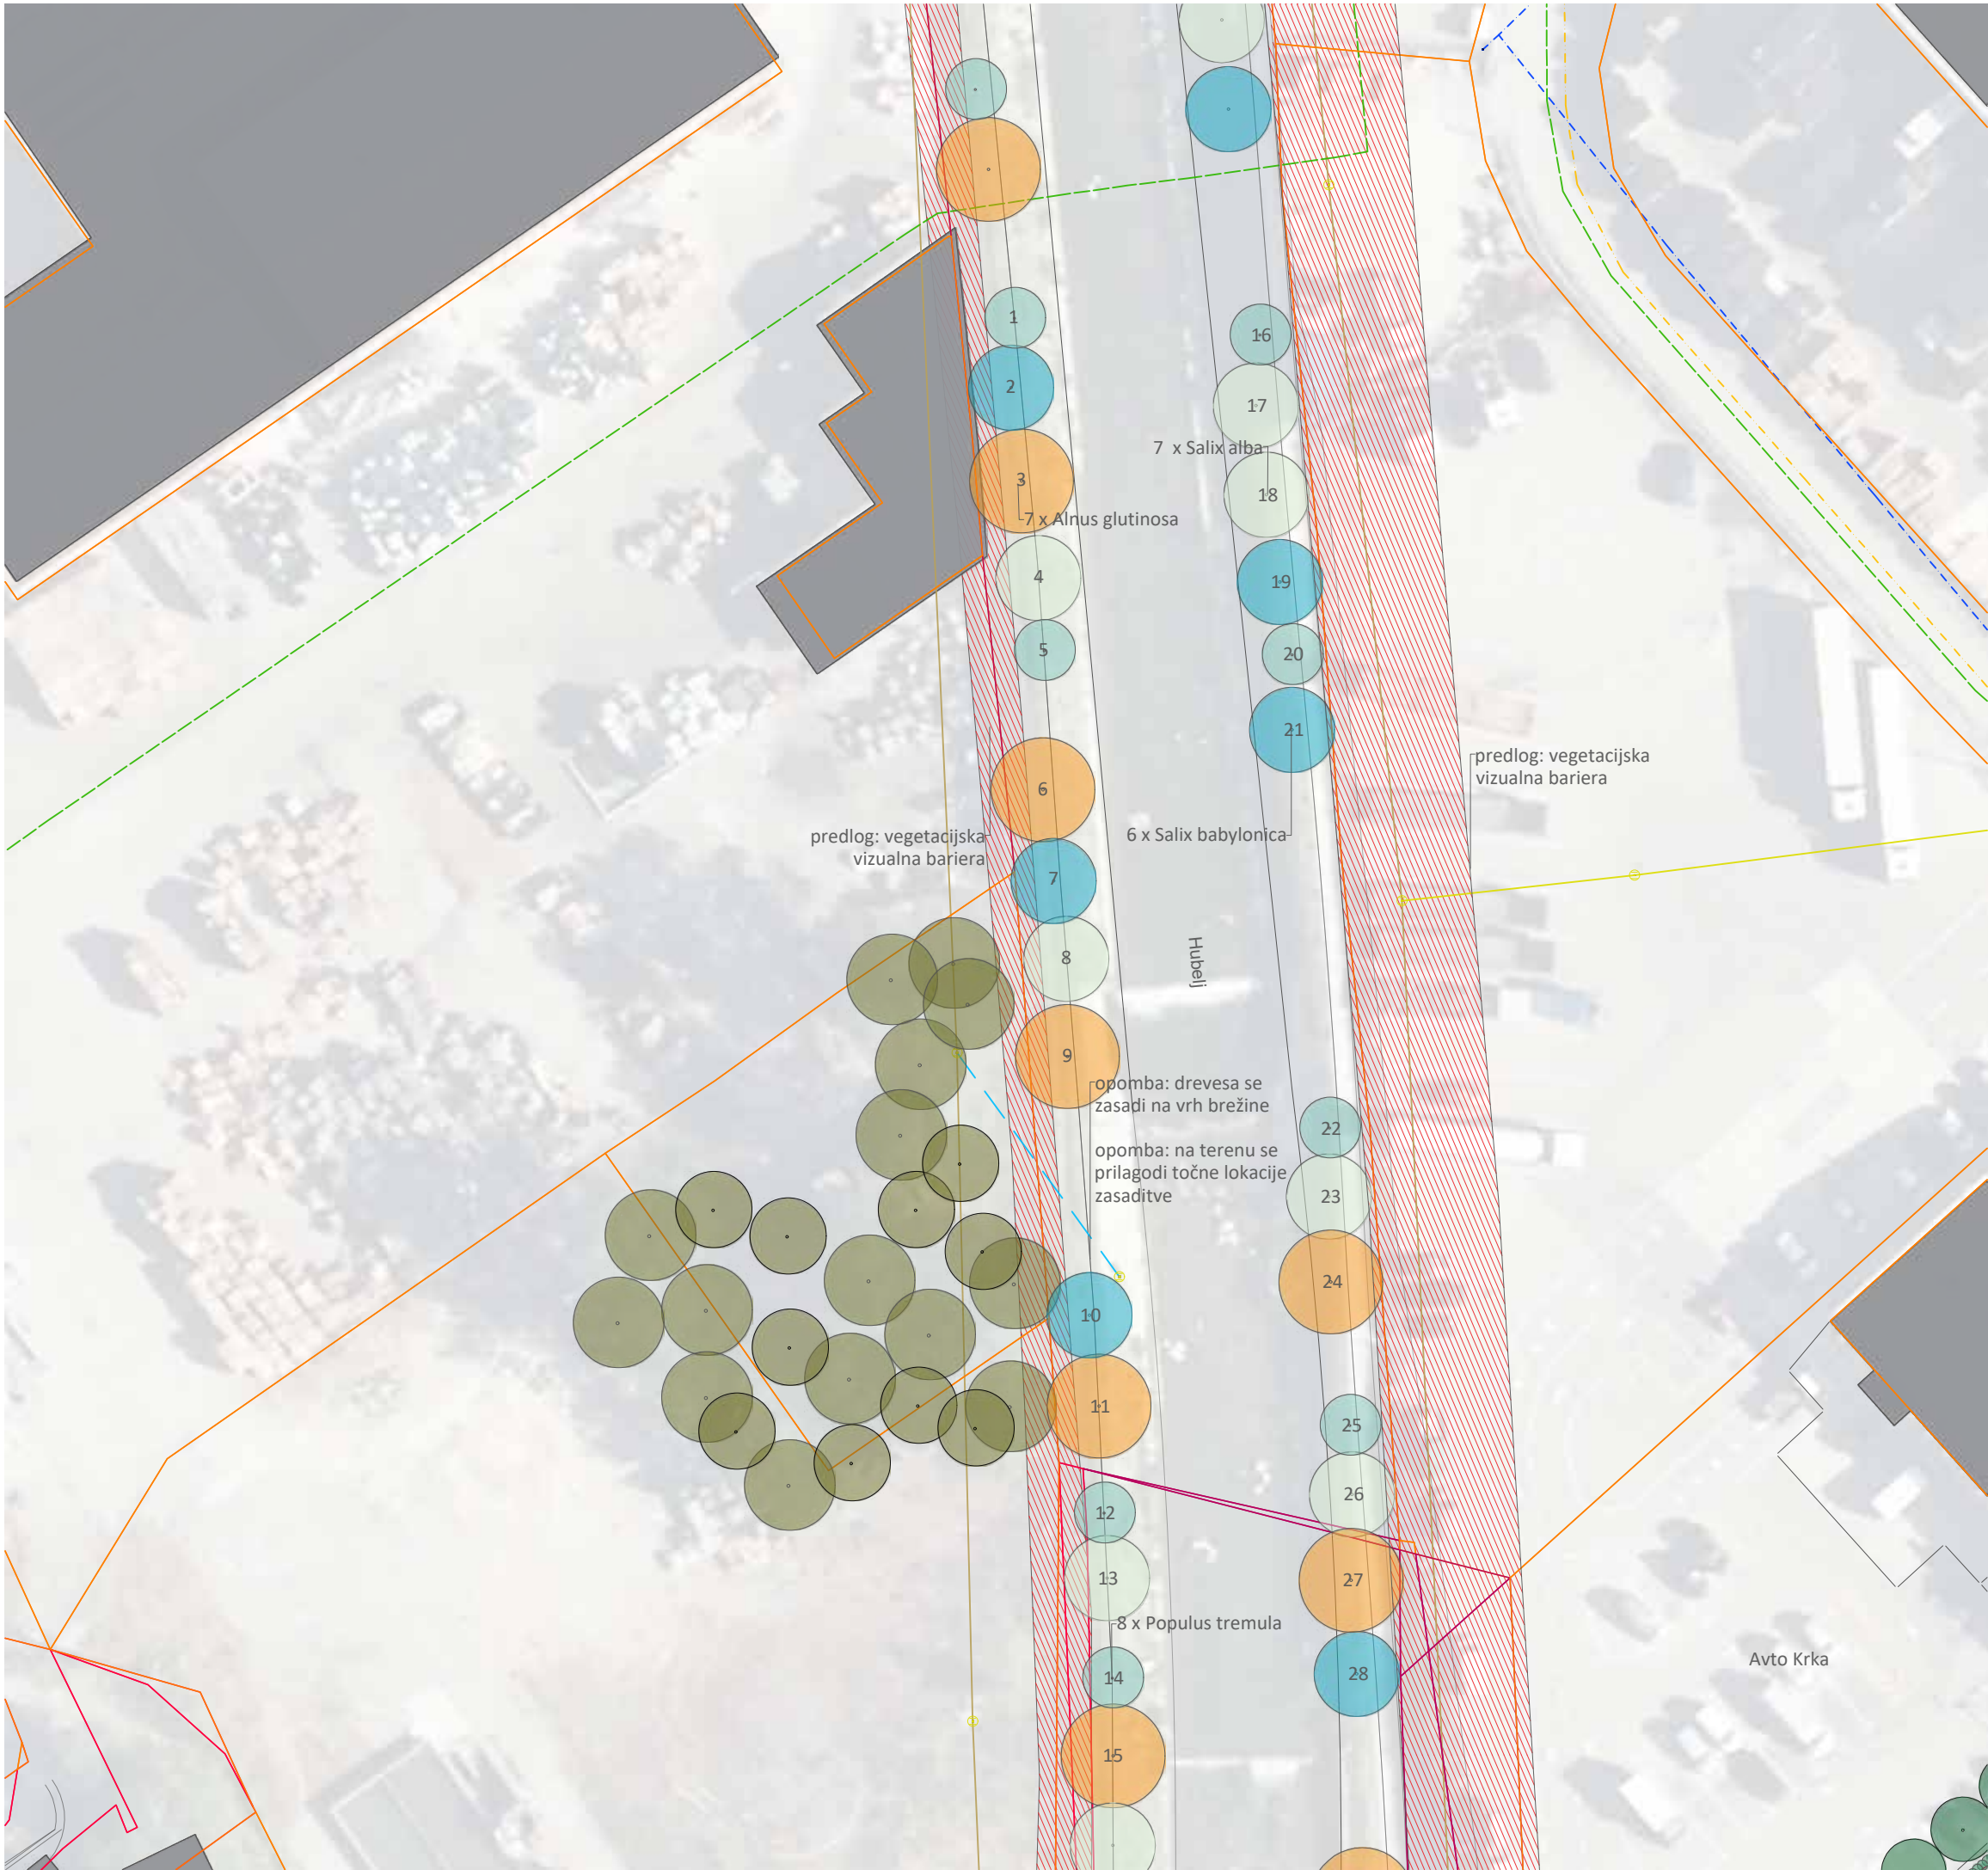 1
16
2
17
7 x Salix alba
3
18
7 x Alnus glutinosa
4
19
5
20
21
predlog: vegetacijska
vizualna bariera
6
predlog: vegetacijska
vizualna bariera
6 x Salix babylonica
7
8
Hubelj
9
opomba: drevesa se
zasadi na vrh brežine
22
opomba: na terenu se
prilagodi točne lokacije
zasaditve
23
24
10
11
25
26
12
13
27
8 x Populus tremula
14
28
Avto Krka
15